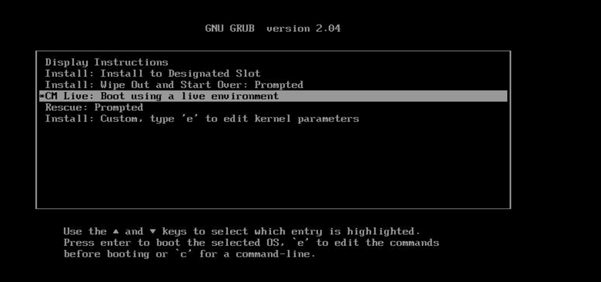 GNU GRUB  version 2.04
Display Instructions
Install: Install to Designated Slot
Install: Wipe Out and Start Over: Prompted
*CM Live: Boot using a live environment
Rescue: Prompted
Install: Custom, type 'e' to edit kernel parameters
Use the ▲ and ▼ keys to select which entry is highlighted.
Press enter to boot the selected OS, `e' to edit the commands
before booting or `c' for a command-line.